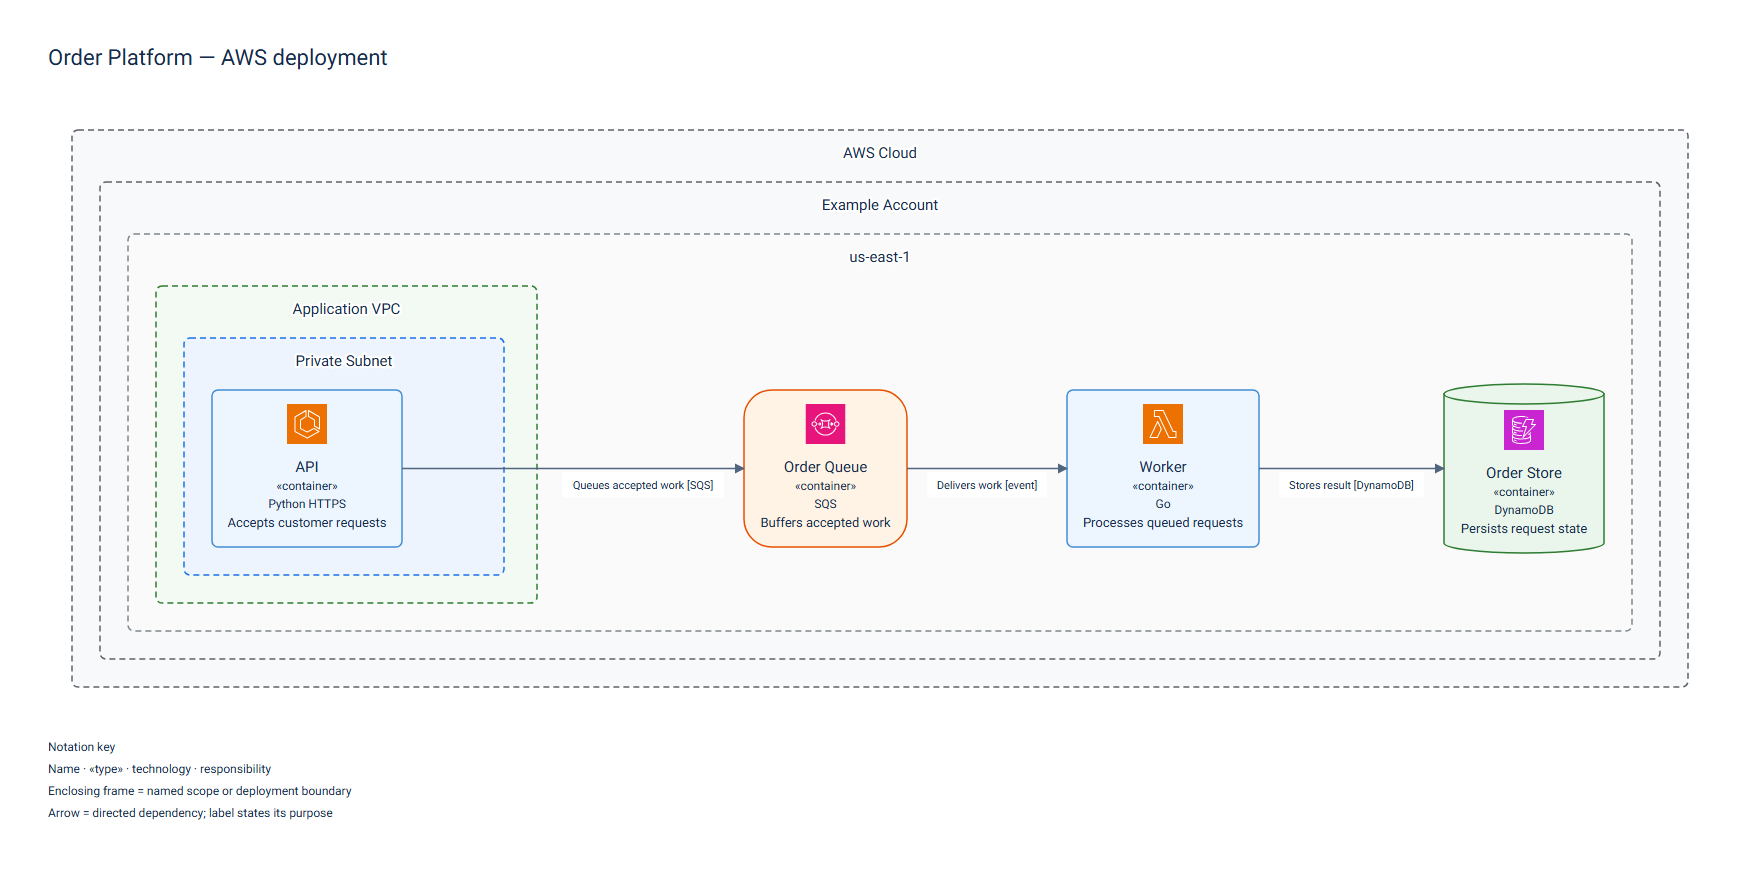 Order Platform — AWS deployment
AWS Cloud
Example Account
us-east-1
Application VPC
Private Subnet
API
«container»
Python HTTPS
Accepts customer requests
Queues accepted work [SQS]
Order Queue
«container»
SQS
Buffers accepted work
Delivers work [event]
Worker
«container»
Go
Processes queued requests
Stores result [DynamoDB]
Order Store
«container»
DynamoDB
Persists request state
Notation key
Name · «type» · technology · responsibility
Enclosing frame = named scope or deployment boundary
Arrow = directed dependency; label states its purpose